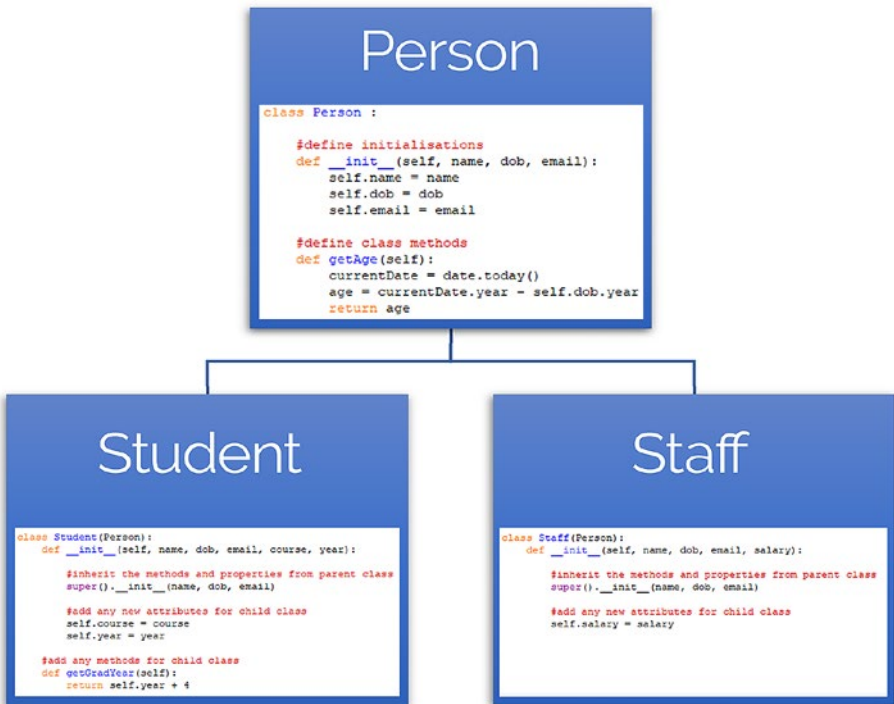 Person
class Person :
#define initialisations
def __init__(self, name, dob, email):
self.name = name
self.dob = dob
self.email = email
#define class methods
def getAge(self):
currentDate = date.today()
age = currentDate.year - self.dob.year
return age
Student
class Student(Person):
def __init__(self, name, dob, email, course, year):
#inherit the methods and properties from parent class
super().__init__(name, dob, email)
#add any new attributes for child class
self.course = course
self.year = year
#add any methods for child class
def getGradYear(self):
return self.year + 4
Staff
class Staff(Person):
def __init__(self, name, dob, email, salary):
#inherit the methods and properties from parent class
super().__init__(name, dob, email)
#add any new attributes for child class
self.salary = salary